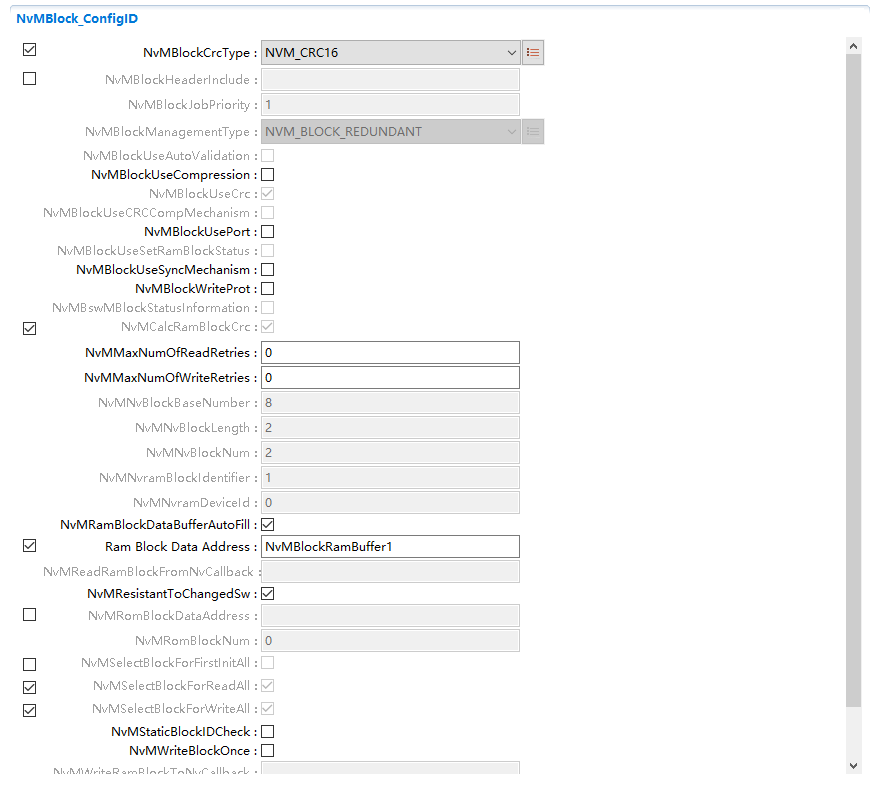 NvMBlock_ConfigID
NvMBlockCrcType : NVM_CRC16
NvMBlockHeaderInclude :
NvMBlockJobPriority : 1
NvMBlockManagementType : NVM_BLOCK_REDUNDANT
NvMBlockUseAutoValidation :
NvMBlockUseCompression :
NvMBlockUseCrc :
NvMBlockUseCRCCompMechanism :
NvMBlockUsePort :
NvMBlockUseSetRamBlockStatus :
NvMBlockUseSyncMechanism :
NvMBlockWriteProt :
NvMBswMBlockStatusInformation :
NvMCalcRamBlockCrc :
NvMMaxNumOfReadRetries : 0
NvMMaxNumOfWriteRetries : 0
NvMNvBlockBaseNumber : 8
NvMNvBlockLength : 2
NvMNvBlockNum : 2
NvMNvramBlockIdentifier : 1
NvMNvramDeviceId : 0
NvMRamBlockDataBufferAutoFill :
Ram Block Data Address : NvMBlockRamBuffer1
NvMReadRamBlockFromNvCallback :
NvMResistantToChangedSw :
NvMRomBlockDataAddress :
NvMRomBlockNum : 0
NvMSelectBlockForFirstInitAll :
NvMSelectBlockForReadAll :
NvMSelectBlockForWriteAll :
NvMStaticBlockIDCheck :
NvMWriteBlockOnce :
NvMWriteRamBlockToNvCallback :